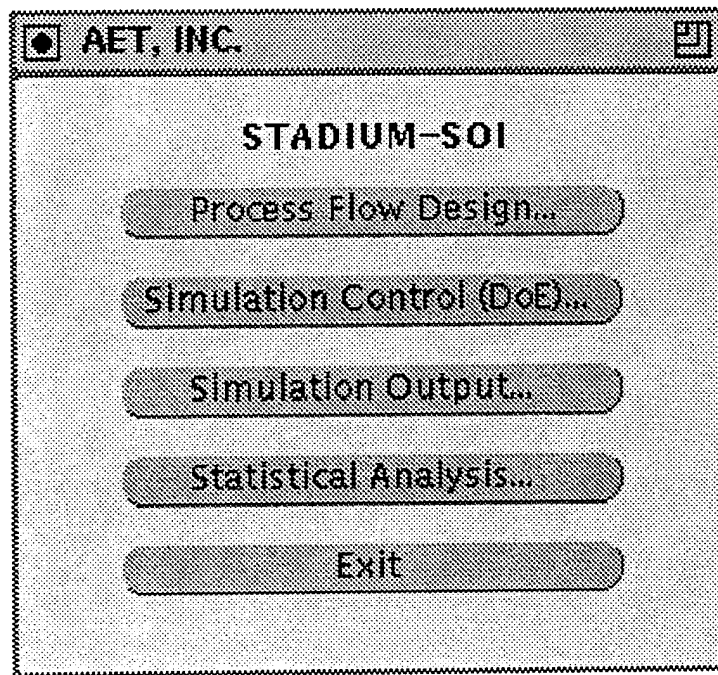 AET, INC.
STADIUM-SOI
Process Flow Design...
Simulation Control (DoE)...
Simulation Output...
Statistical Analysis...
Exit